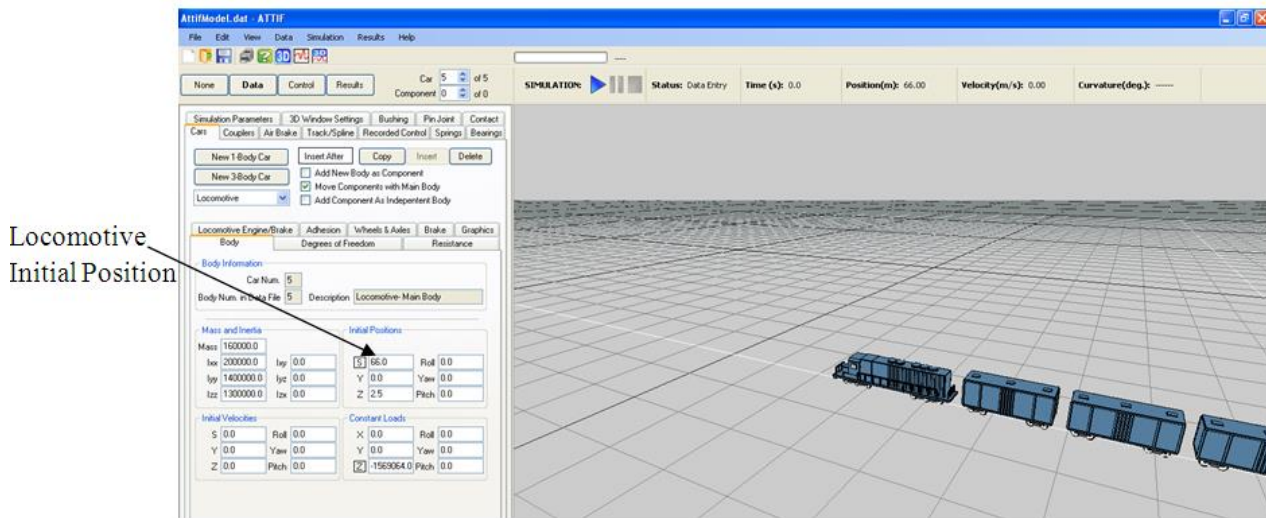 AttifModel.dat - ATTIF
File Edit View Data Simulation Results Help
3D
None Data Control Results
Car 5 of 5
Component 0 of 0
SIMULATION: Status: Data Entry Time (s): 0.0 Position(m): 66.00 Velocity(m/s): 0.00 Curvature(deg.): -----
Simulation Parameters 3D Window Settings Bushing Pin Joint Contact
Cars Couplers Air Brake Track/Spline Recorded Control Springs Bearings
New 1-Body Car Insert After Copy Insert Delete
New 3-Body Car
Add New Body as Component
Move Components with Main Body
Locomotive
Add Component As Indepentent Body
Locomotive Engine/Brake Adhesion Wheels & Axles Brake Graphics
Body Degrees of Freedom Resistance
Locomotive
Initial Position
Body Information
Car Num. 5
Body Num. in Data File 5 Description Locomotive- Main Body
Mass and Inertia
Mass 160000.0
Ixx 200000.0 Ixy 0.0
Iyy 1400000.0 Iyz 0.0
Izz 1300000.0 Izx 0.0
Initial Positions
S 66.0 Roll 0.0
Y 0.0 Yaw 0.0
Z 2.5 Pitch 0.0
Initial Velocities
S 0.0 Roll 0.0
Y 0.0 Yaw 0.0
Z 0.0 Pitch 0.0
Constant Loads
X 0.0 Roll 0.0
Y 0.0 Yaw 0.0
Z -1569064.0 Pitch 0.0